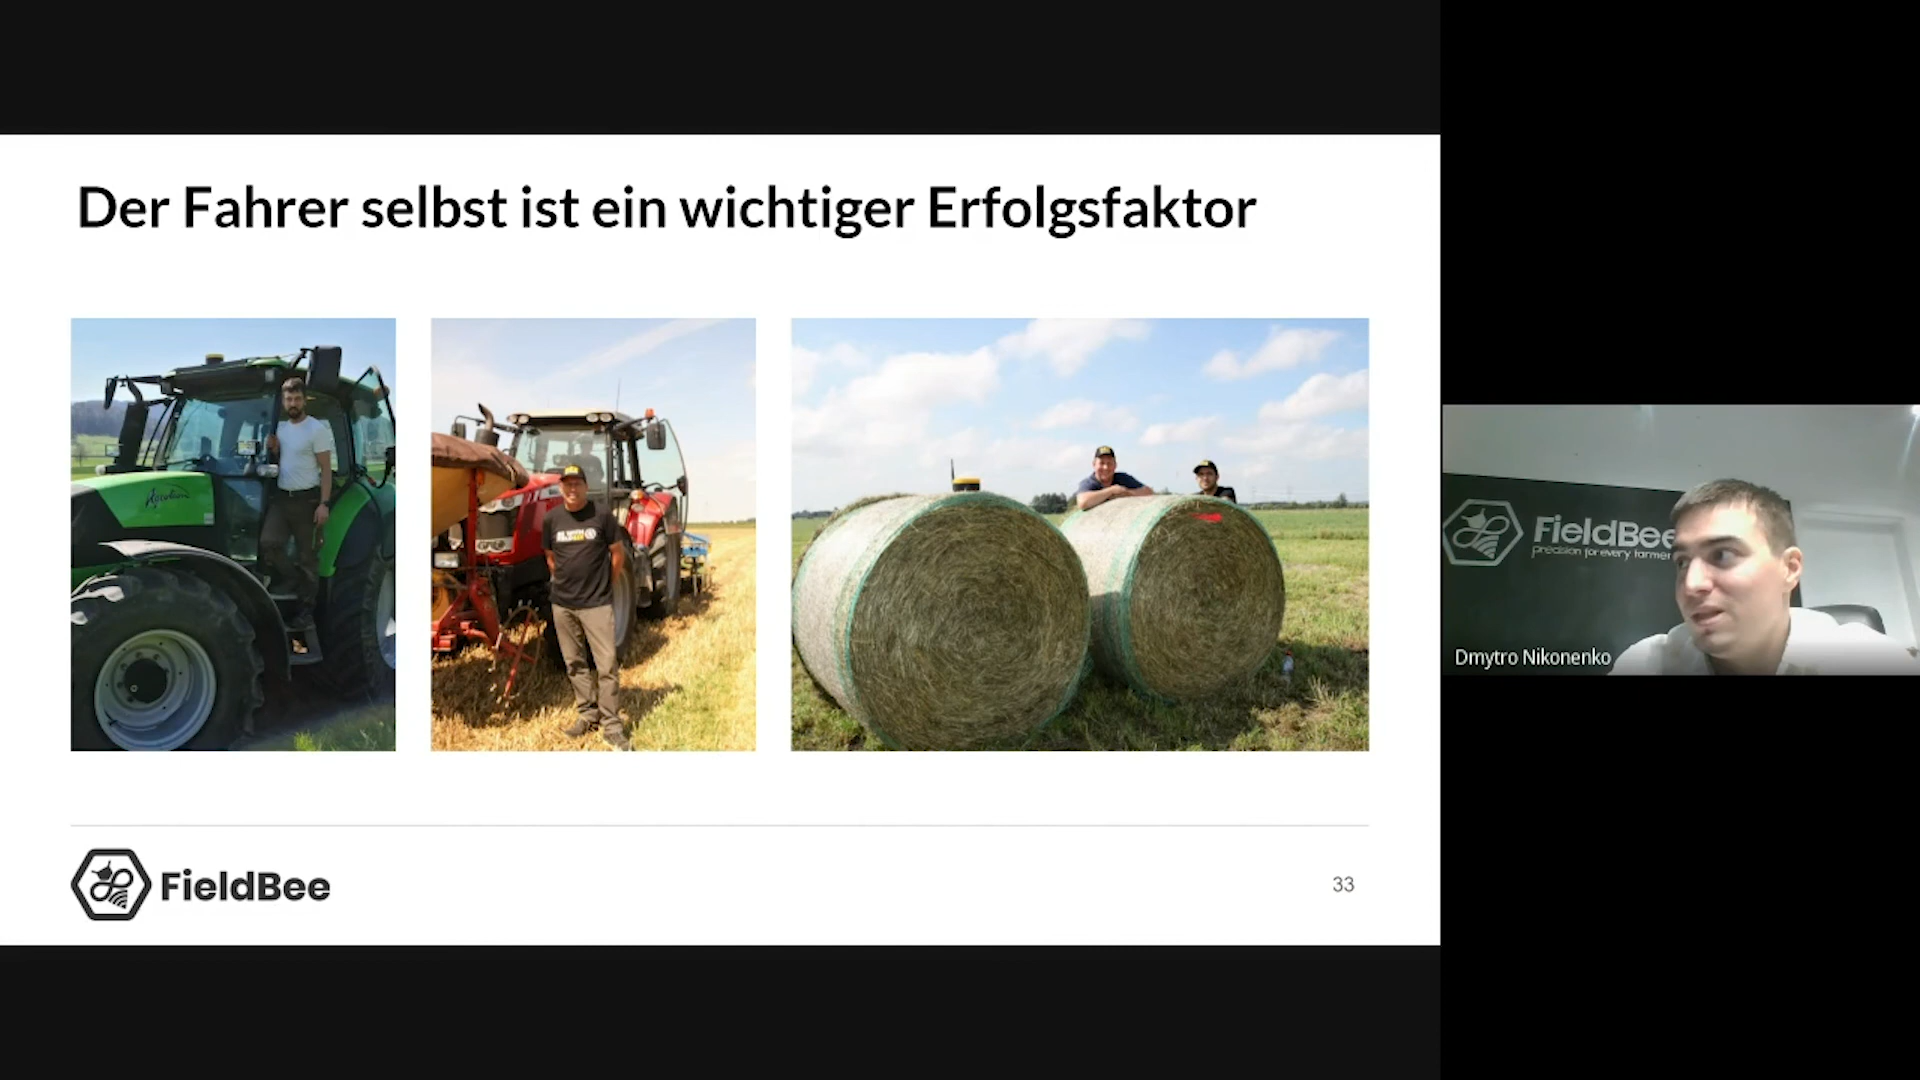 Der Fahrer selbst ist ein wichtiger Erfolgsfaktor
FieldBee
33
FieldBee
precision for every farmer
Dmytro Nikonenko